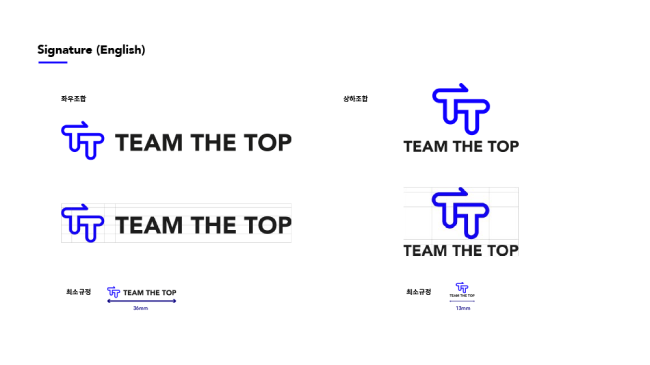 Signature (English)
좌우조합
TEAM THE TOP
TEAM THE TOP
최소규정
TEAM THE TOP
36mm
상하조합
TEAM THE TOP
TEAM THE TOP
최소규정
TEAM THE TOP
13mm